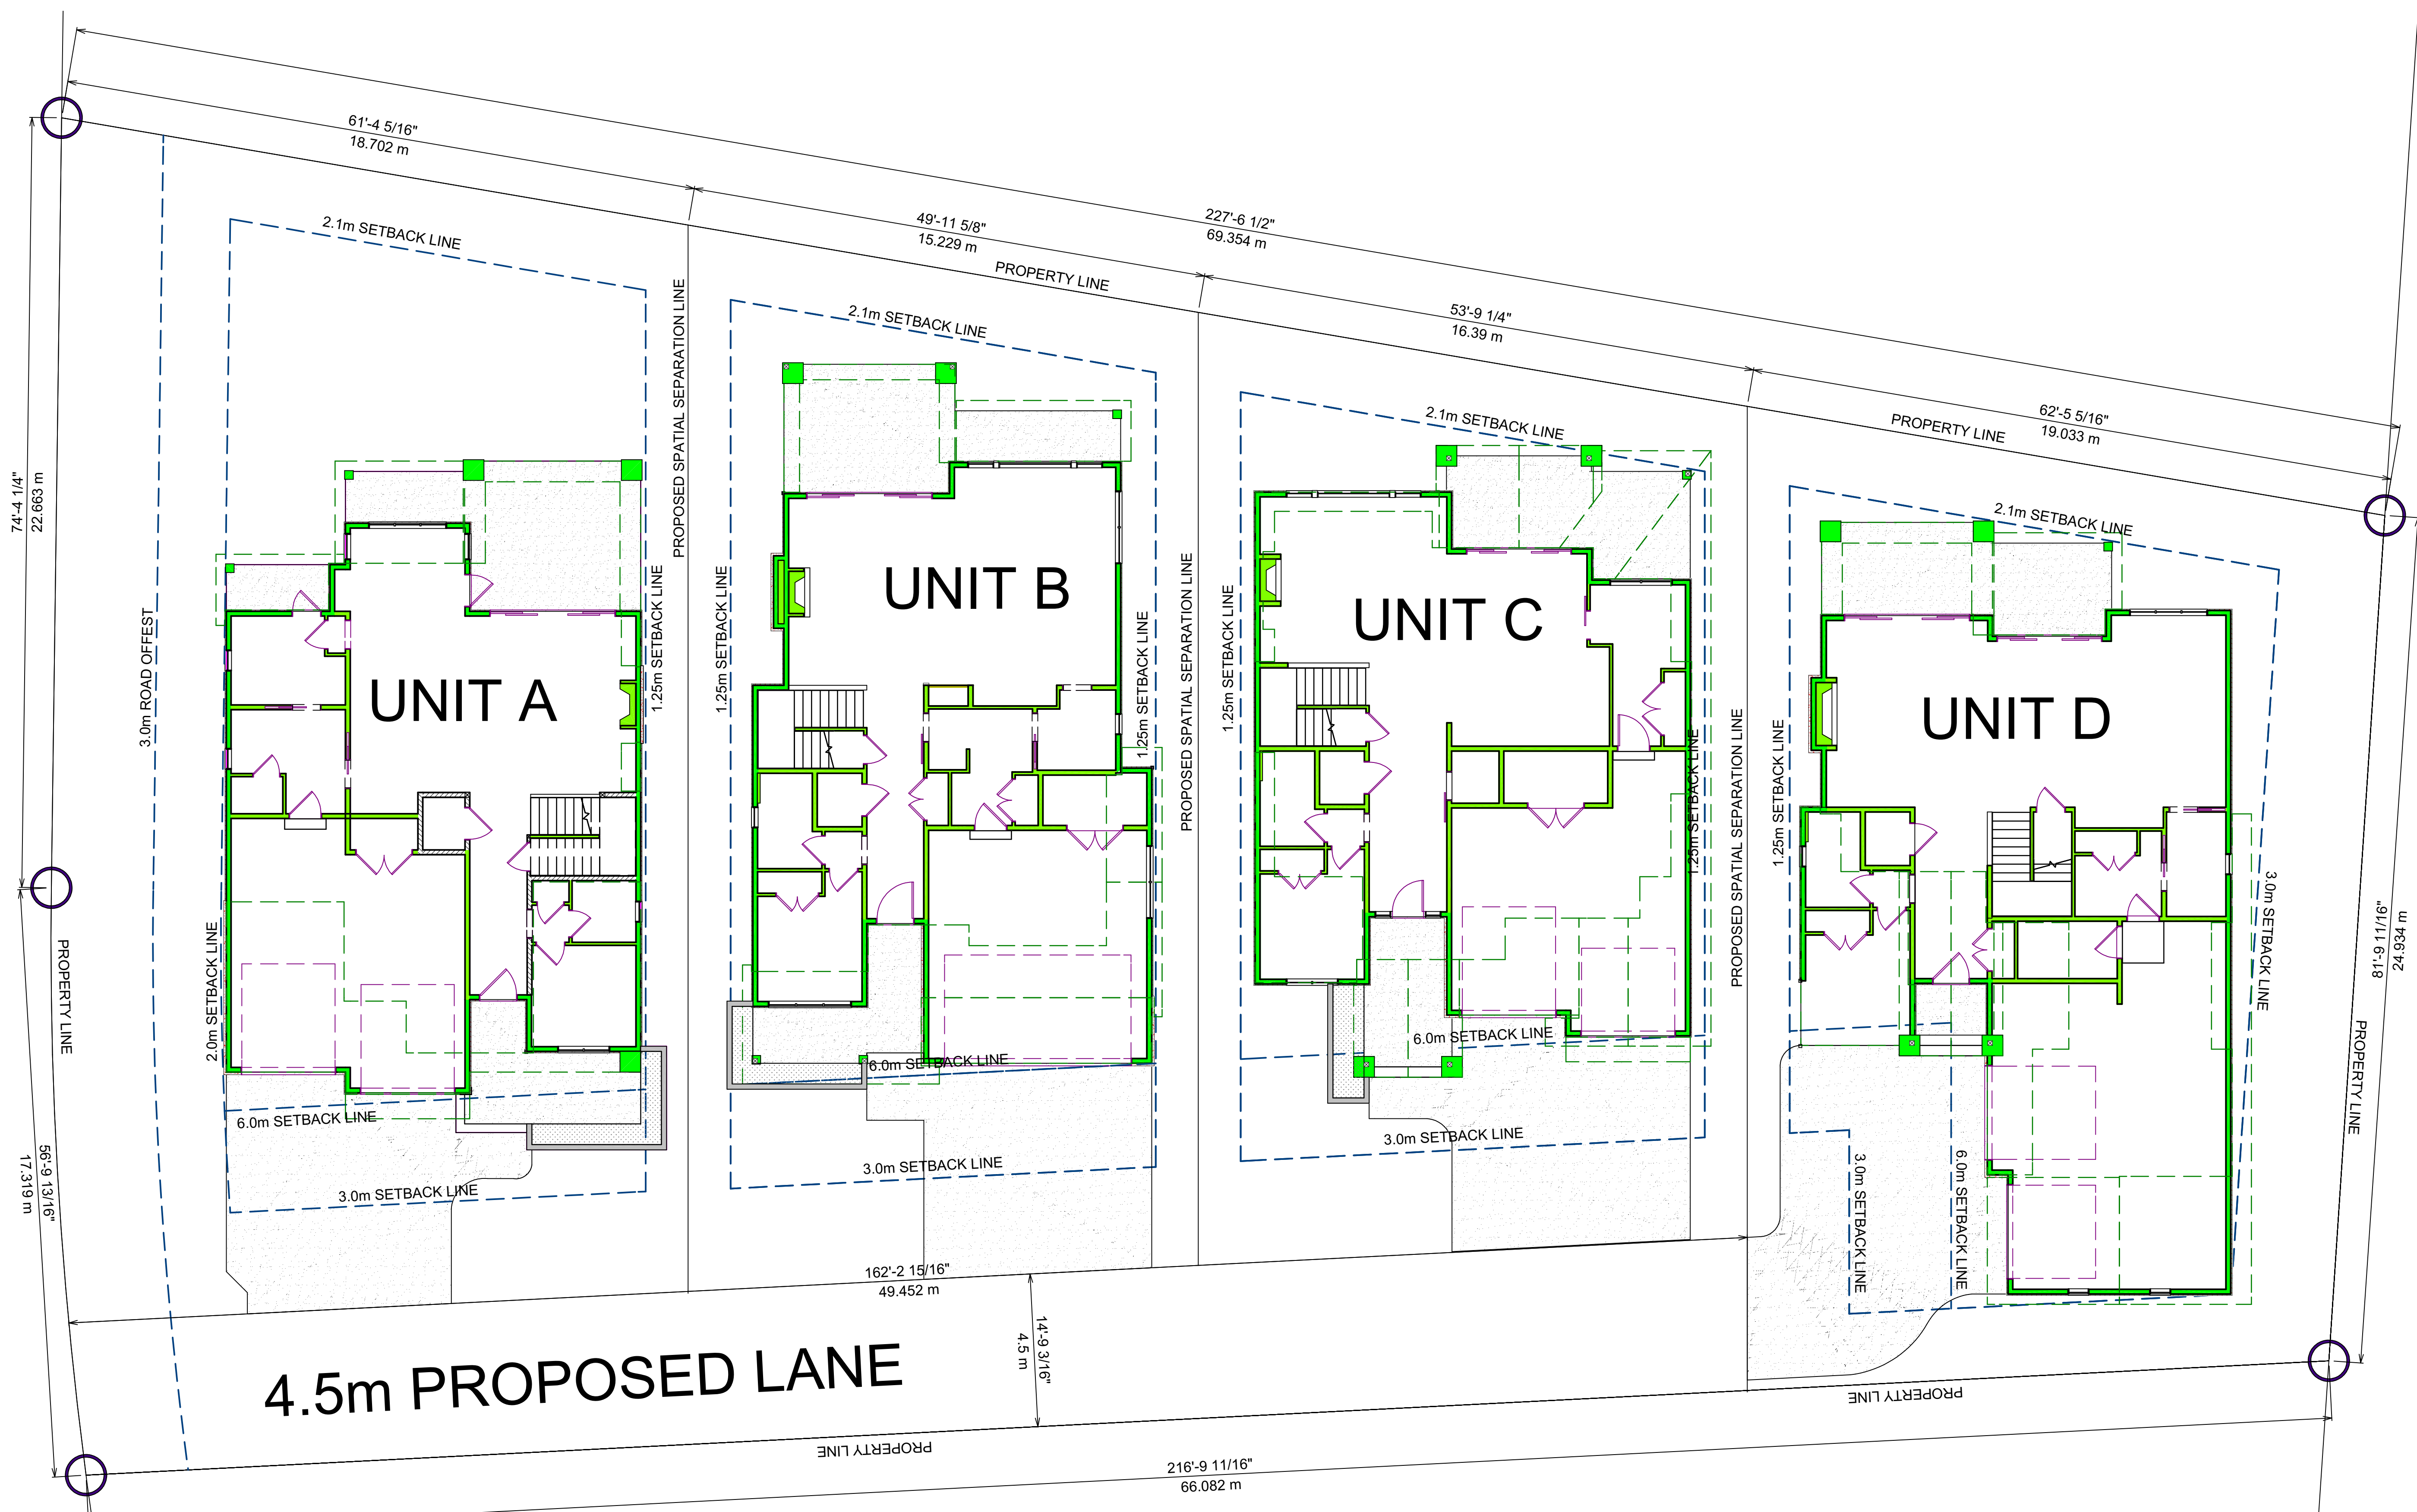 61'-4 5/16"
18.702 m
49'-11 5/8"
15.229 m
227'-6 1/2"
69.354 m
53'-9 1/4"
16.39 m
62'-5 5/16"
19.033 m
PROPERTY LINE
PROPERTY LINE
2.1m SETBACK LINE
2.1m SETBACK LINE
2.1m SETBACK LINE
2.1m SETBACK LINE
74'-4 1/4"
22.663 m
3.0m ROAD OFFEST
PROPOSED SPATIAL SEPARATION LINE
1.25m SETBACK LINE
1.25m SETBACK LINE
1.25m SETBACK LINE
PROPOSED SPATIAL SEPARATION LINE
1.25m SETBACK LINE
1.25m SETBACK LINE
PROPOSED SPATIAL SEPARATION LINE
1.25m SETBACK LINE
UNIT A
UNIT B
UNIT C
UNIT D
3.0m SETBACK LINE
81'-9 11/16"
24.934 m
PROPERTY LINE
PROPERTY LINE
2.0m SETBACK LINE
6.0m SETBACK LINE
6.0m SETBACK LINE
6.0m SETBACK LINE
3.0m SETBACK LINE
3.0m SETBACK LINE
3.0m SETBACK LINE
3.0m SETBACK LINE
6.0m SETBACK LINE
56'-9 13/16"
17.319 m
162'-2 15/16"
49.452 m
14'-9 3/16"
4.5 m
4.5m PROPOSED LANE
PROPERTY LINE
PROPERTY LINE
216'-9 11/16"
66.082 m